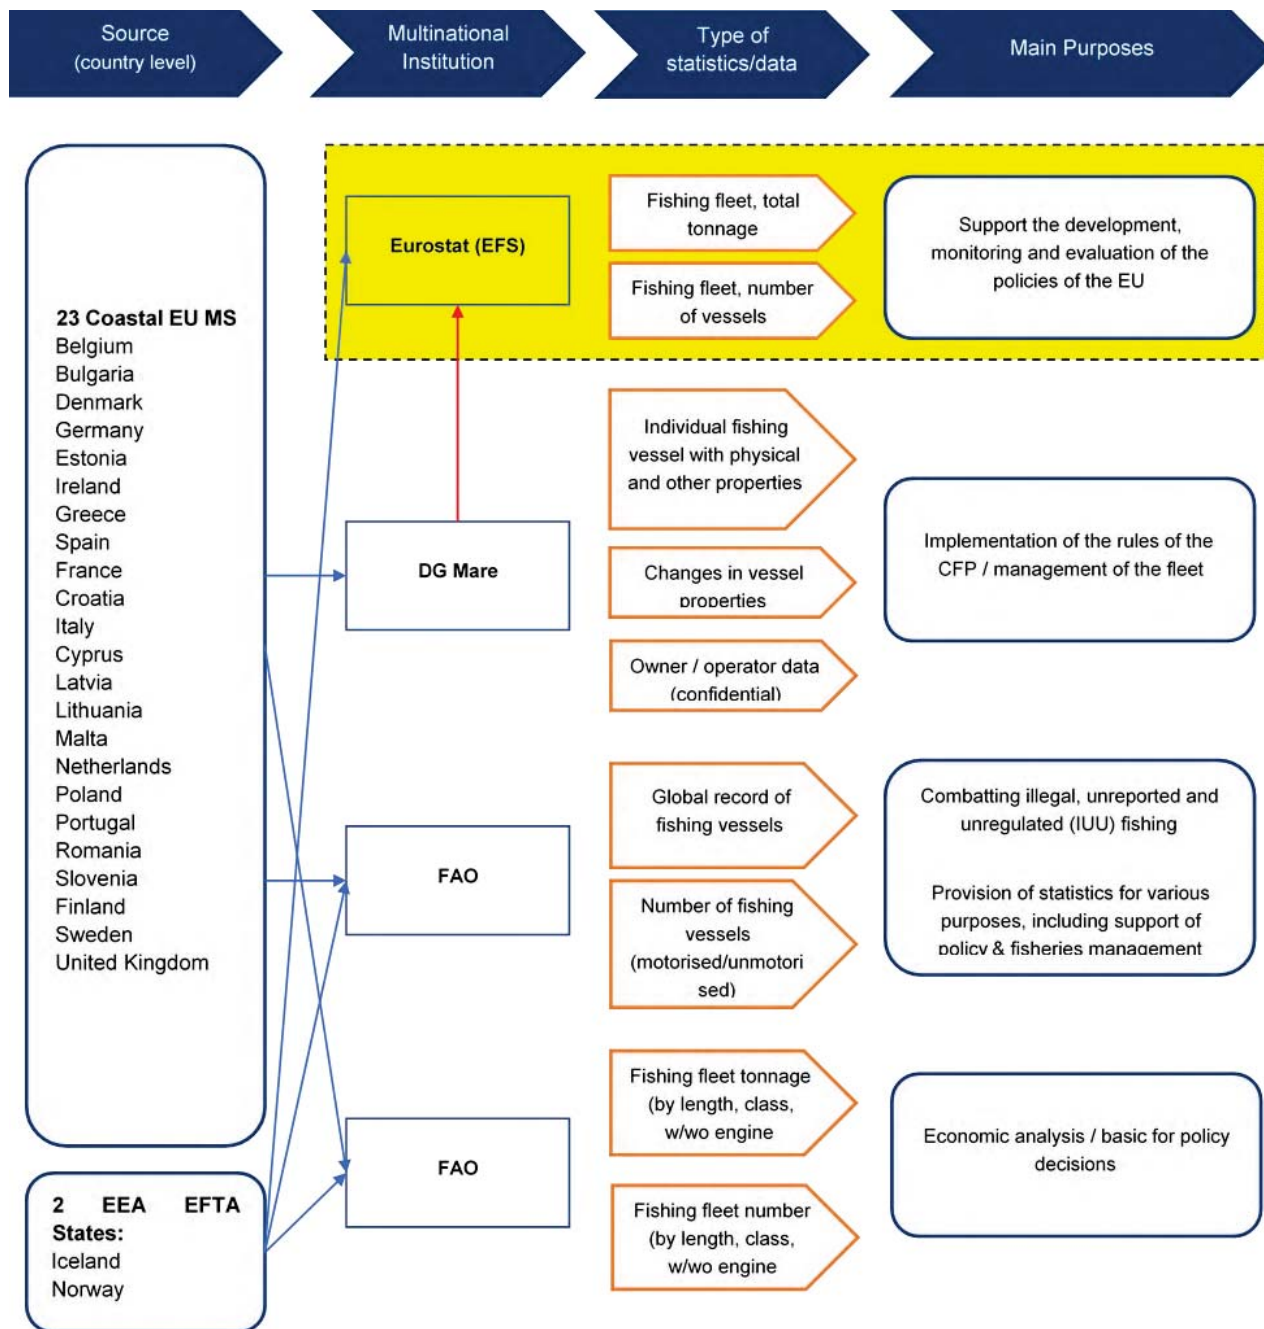 Source
(country level)
Multinational
Institution
Type of
statistics/data
Main Purposes
23 Coastal EU MS
Belgium
Bulgaria
Denmark
Germany
Estonia
Ireland
Greece
Spain
France
Croatia
Italy
Cyprus
Latvia
Lithuania
Malta
Netherlands
Poland
Portugal
Romania
Slovenia
Finland
Sweden
United Kingdom
2 EEA EFTA
States:
Iceland
Norway
Eurostat (EFS)
Fishing fleet, total
tonnage
Fishing fleet, number
of vessels
Support the development,
monitoring and evaluation of the
policies of the EU
DG Mare
Individual fishing
vessel with physical
and other properties
Changes in vessel
properties
Owner / operator data
(confidential)
Implementation of the rules of the
CFP / management of the fleet
FAO
Global record of
fishing vessels
Number of fishing
vessels
(motorised/unmotori
sed)
Combatting illegal, unreported and
unregulated (IUU) fishing
Provision of statistics for various
purposes, including support of
policy & fisheries management
FAO
Fishing fleet tonnage
(by length, class,
w/wo engine
Fishing fleet number
(by length, class,
w/wo engine
Economic analysis / basic for policy
decisions